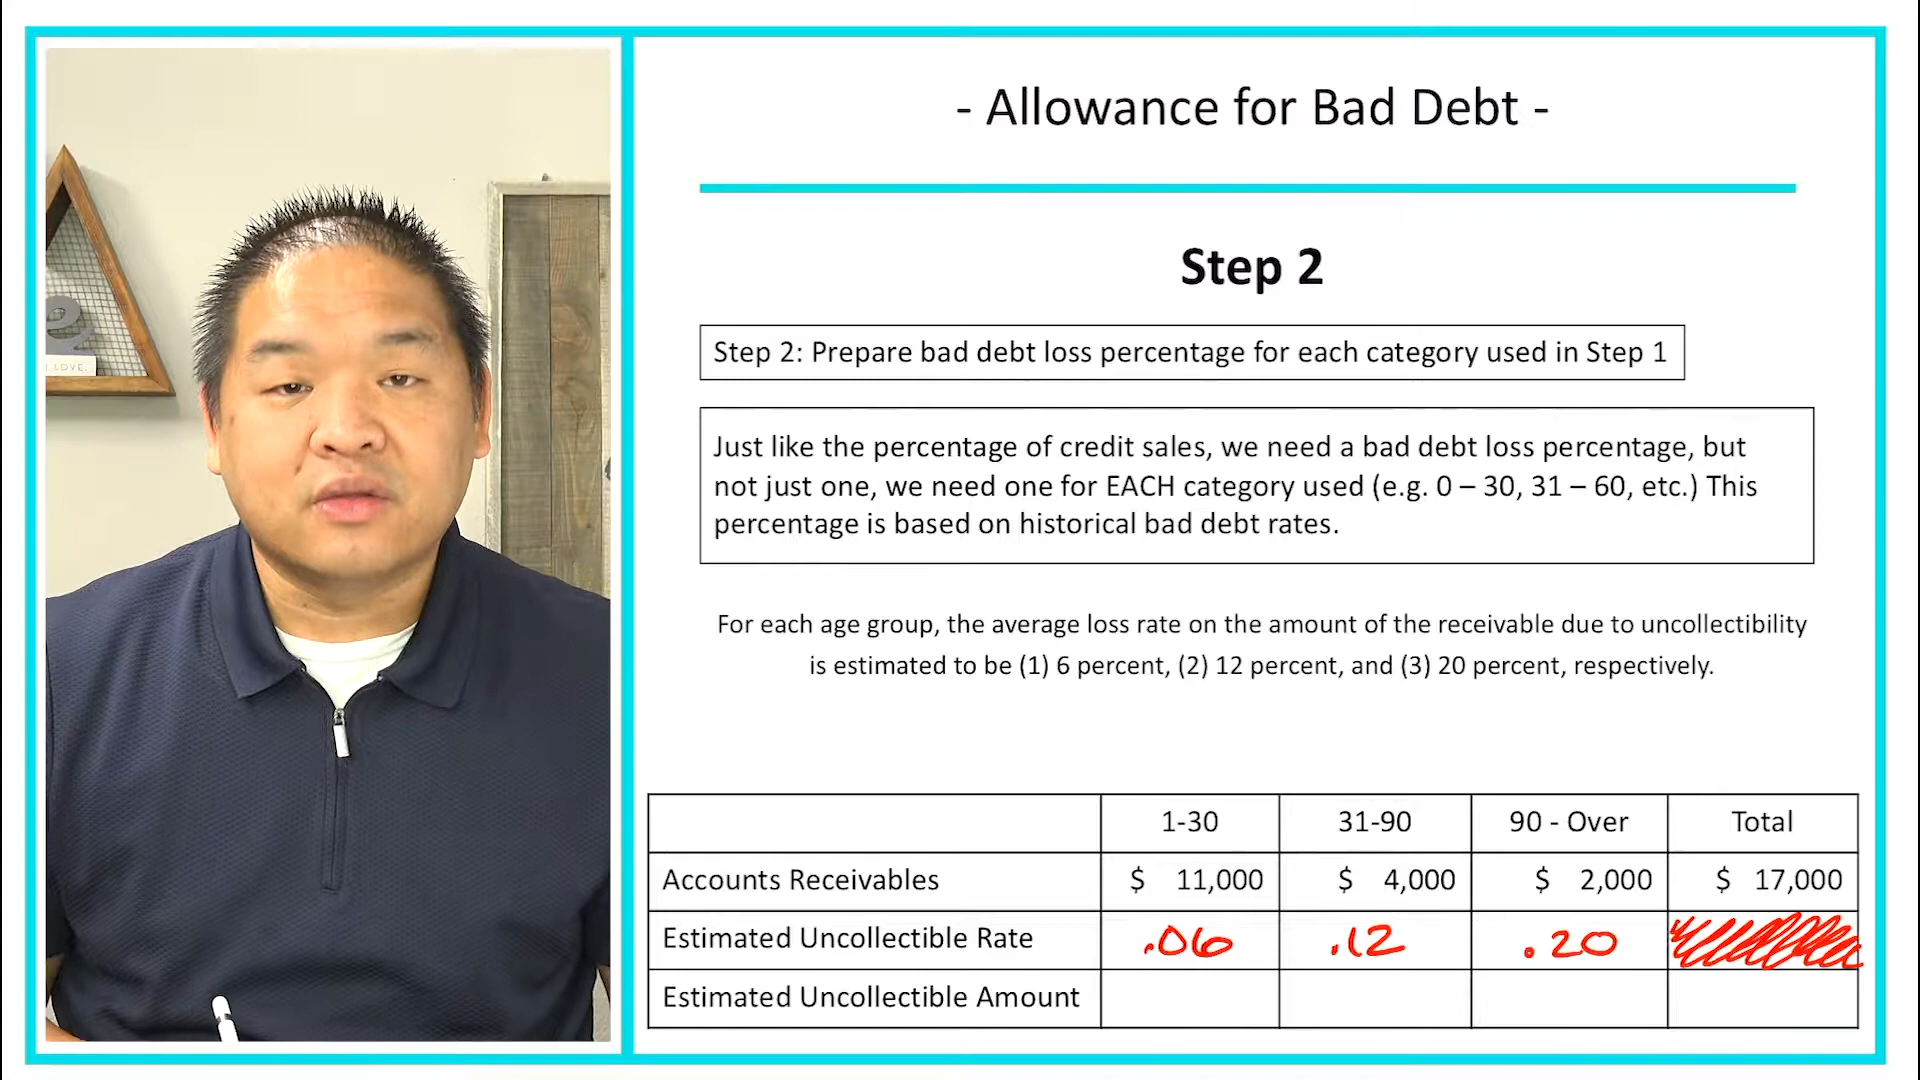 - Allowance for Bad Debt -
Step 2
Step 2: Prepare bad debt loss percentage for each category used in Step 1
Just like the percentage of credit sales, we need a bad debt loss percentage, but
not just one, we need one for EACH category used (e.g. 0 – 30, 31 – 60, etc.) This
percentage is based on historical bad debt rates.
For each age group, the average loss rate on the amount of the receivable due to uncollectibility
is estimated to be (1) 6 percent, (2) 12 percent, and (3) 20 percent, respectively.
1-30 31-90 90 - Over Total
Accounts Receivables $ 11,000 $ 4,000 $ 2,000 $ 17,000
Estimated Uncollectible Rate .06 .12 .20
Estimated Uncollectible Amount
LOVE.